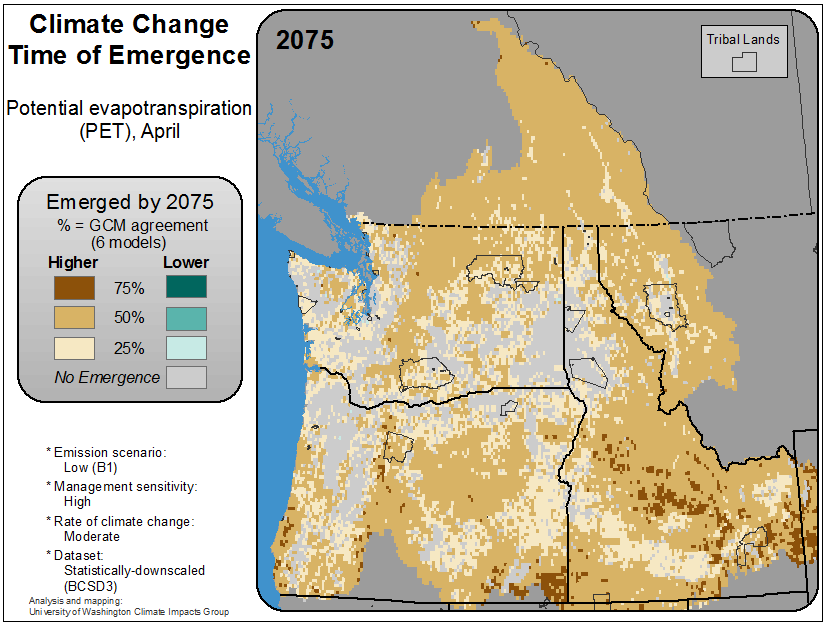 Climate Change
Time of Emergence
Potential evapotranspiration
(PET), April
Emerged by 2075
% = GCM agreement
(6 models)
Higher Lower
75%
50%
25%
No Emergence
* Emission scenario:
Low (B1)
* Management sensitivity:
High
* Rate of climate change:
Moderate
* Dataset:
Statistically-downscaled
(BCSD3)
Analysis and mapping:
University of Washington Climate Impacts Group
2075
Tribal Lands